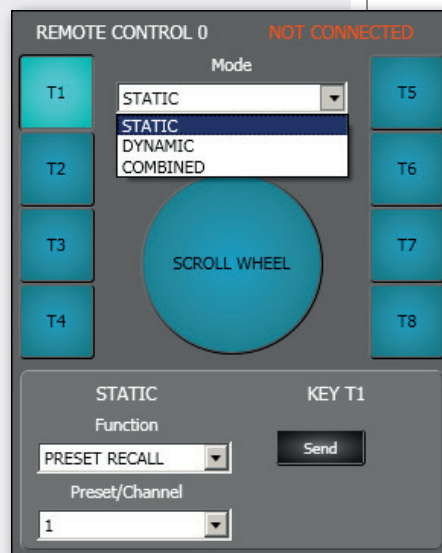 REMOTE CONTROL 0 NOT CONNECTED
Mode
T1 STATIC T5
STATIC
DYNAMIC
COMBINED
T2 T6
T3 SCROLL WHEEL T7
T4 T8
STATIC KEY T1
Function
PRESET RECALL Send
Preset/Channel
1